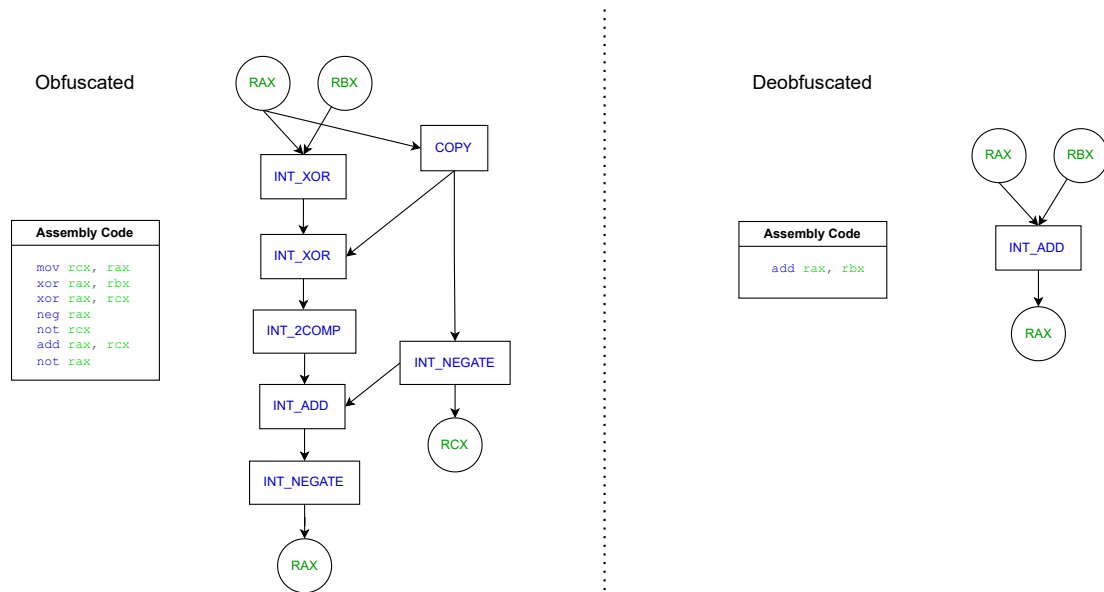 Obfuscated
RAX
RBX
COPY
INT_XOR
INT_XOR
INT_2COMP
INT_NEGATE
INT_ADD
RCX
INT_NEGATE
RAX
Assembly Code
mov rcx, rax
xor rax, rbx
xor rax, rcx
neg rax
not rcx
add rax, rcx
not rax
Deobfuscated
RAX
RBX
INT_ADD
RAX
Assembly Code
add rax, rbx